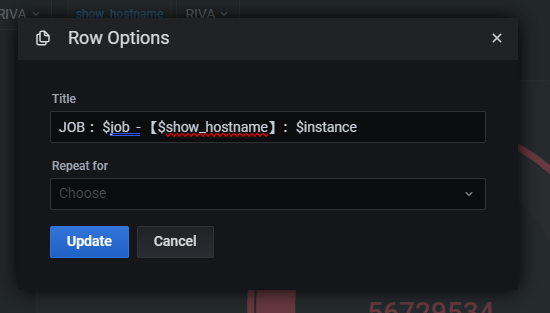 RIVA show_hostname RIVA
Row Options
Title
JOB： $job - 【$show_hostname】： $instance
Repeat for
Choose
Update Cancel
56729534